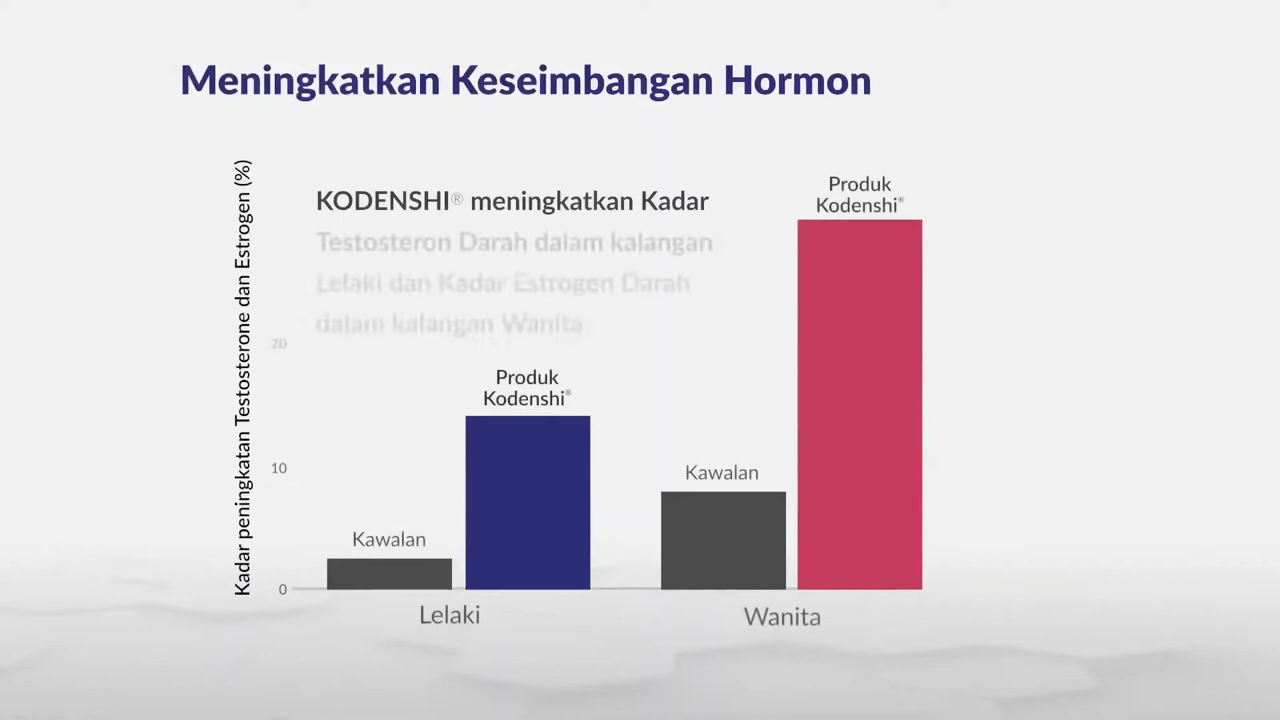 Meningkatkan Keseimbangan Hormon
Kadar peningkatan Testosterone dan Estrogen (%)
KODENSHI® meningkatkan Kadar
Testosteron Darah dalam kalangan
Lelaki dan Kadar Estrogen Darah
dalam kalangan Wanita
20
10
0
Kawalan
Produk
Kodenshi®
Kawalan
Produk
Kodenshi®
Lelaki
Wanita